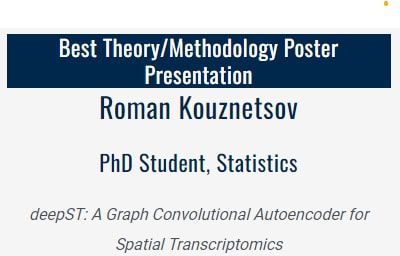 Best Theory/Methodology Poster
Presentation
Roman Kouznetsov
PhD Student, Statistics
deepST: A Graph Convolutional Autoencoder for
Spatial Transcriptomics